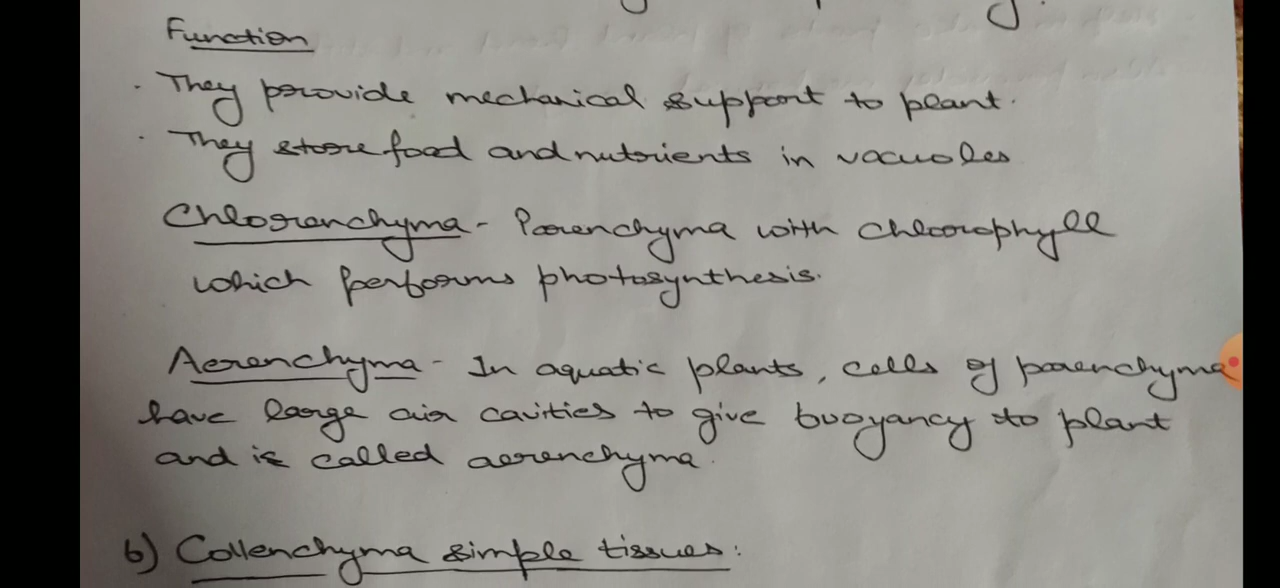 Function
· They provide mechanical support to plant.
· They store food and nutrients in vacuoles
Chlorenchyma - Parenchyma with chlorophyll
which performs photosynthesis.
Aerenchyma - In aquatic plants, cells of parenchyma
have large air cavities to give buoyancy to plant
and is called aerenchyma.
b) Collenchyma simple tissues: